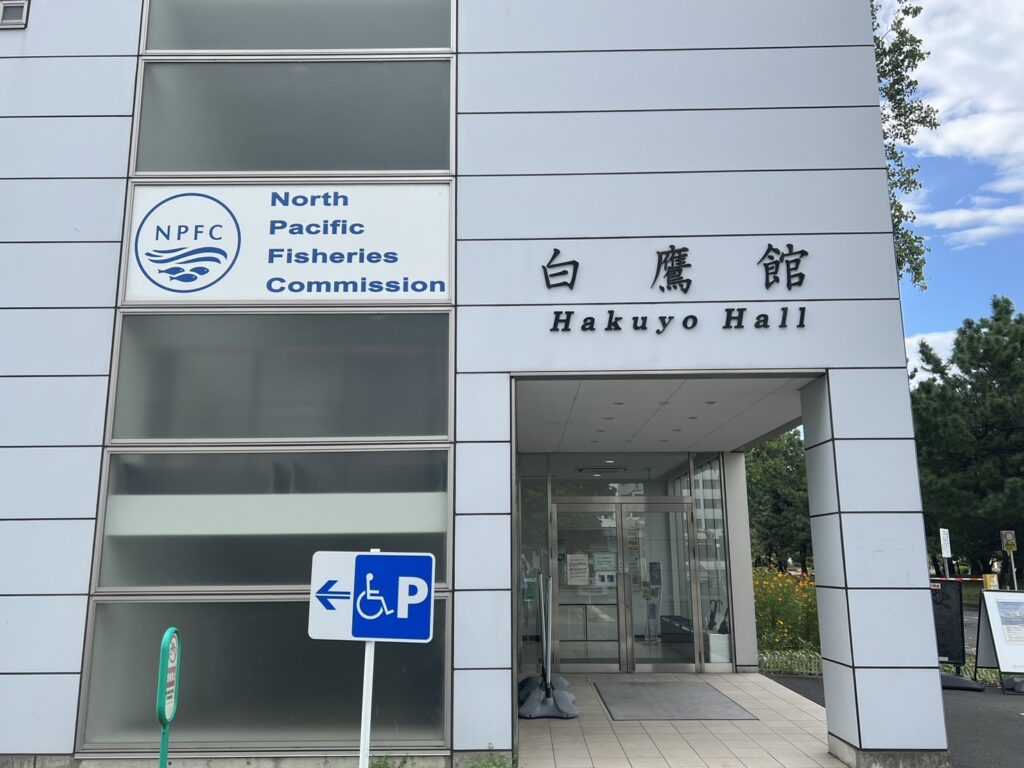 NPFC
North
Pacific
Fisheries
Commission
白鷹館
Hakuyo Hall
P